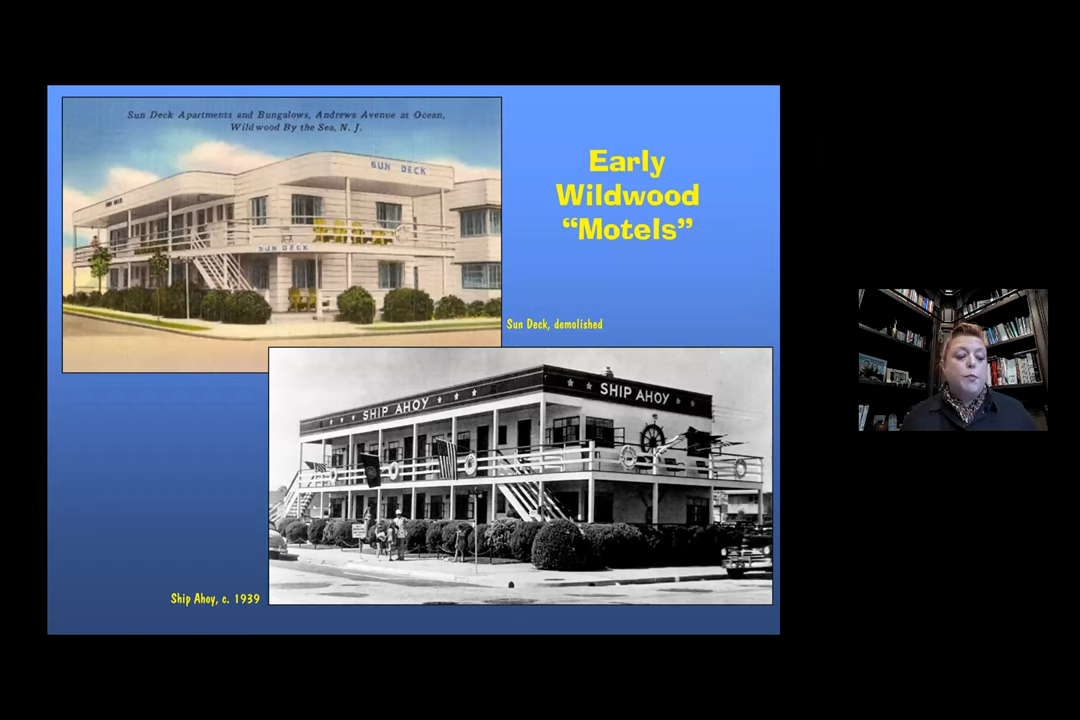 Sun Deck Apartments and Bungalows, Andrews Avenue at Ocean,
Wildwood By the Sea, N. J.
SUN DECK
SUN DECK
Early
Wildwood
“Motels”
Sun Deck, demolished
SHIP AHOY
SHIP AHOY
Ship Ahoy, c. 1939